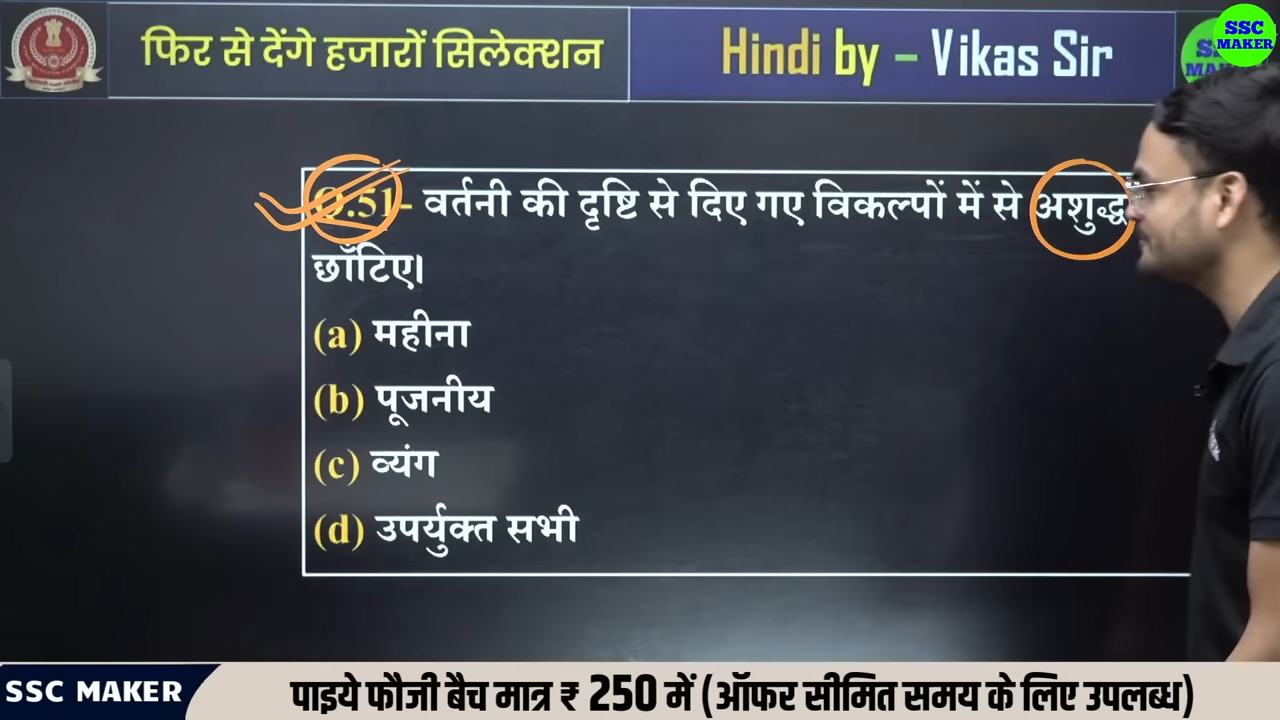 फिर से देंगे हजारों सिलेक्शन
Hindi by – Vikas Sir
SSC
MAKER
Q.51- वर्तनी की दृष्टि से दिए गए विकल्पों में से अशुद्ध
छाँटिए।
(a) महीना
(b) पूजनीय
(c) व्यंग
(d) उपर्युक्त सभी
SSC MAKER
पाइये फौजी बैच मात्र ₹ 250 में (ऑफर सीमित समय के लिए उपलब्ध)